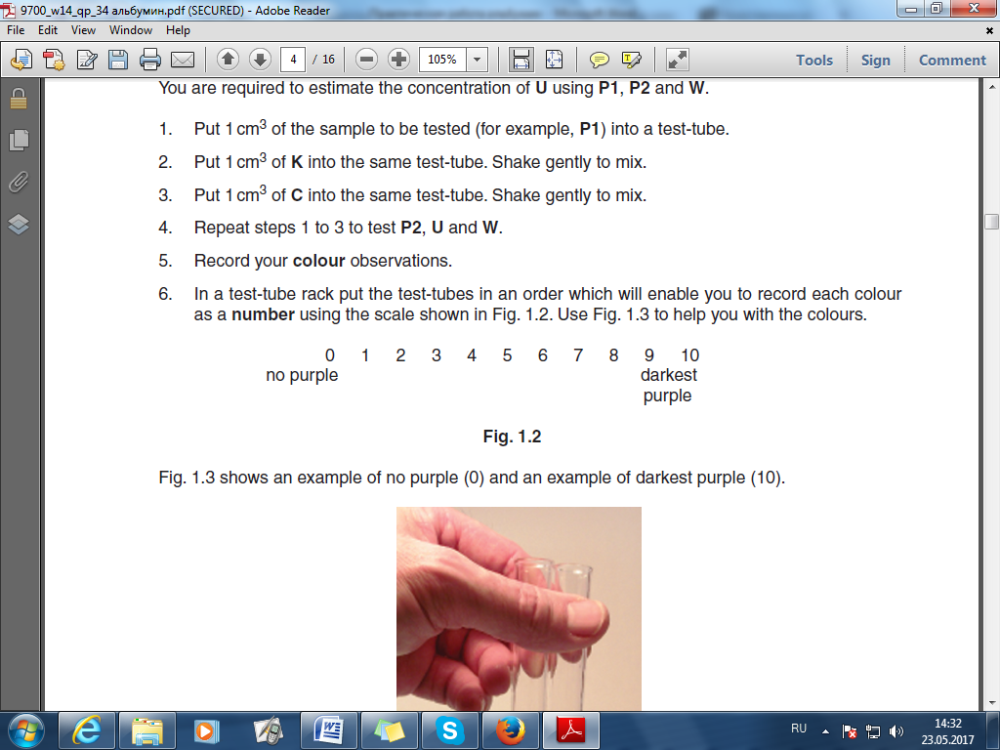 9700_w14_qp_34 альбумин.pdf (SECURED) - Adobe Reader
File Edit View Window Help
4 / 16 105% Tools Sign Comment
You are required to estimate the concentration of U using P1, P2 and W.
1. Put 1 cm³ of the sample to be tested (for example, P1) into a test-tube.
2. Put 1 cm³ of K into the same test-tube. Shake gently to mix.
3. Put 1 cm³ of C into the same test-tube. Shake gently to mix.
4. Repeat steps 1 to 3 to test P2, U and W.
5. Record your colour observations.
6. In a test-tube rack put the test-tubes in an order which will enable you to record each colour
as a number using the scale shown in Fig. 1.2. Use Fig. 1.3 to help you with the colours.
0 1 2 3 4 5 6 7 8 9 10
no purple darkest
purple
Fig. 1.2
Fig. 1.3 shows an example of no purple (0) and an example of darkest purple (10).
RU 14:32
23.05.2017